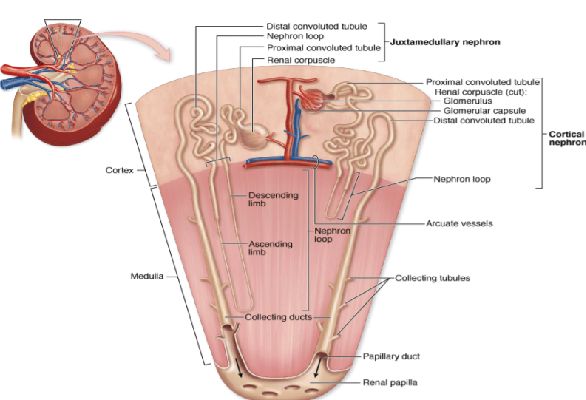 Distal convoluted tubule
Nephron loop
Proximal convoluted tubule
Renal corpuscle
Juxtamedullary nephron
Proximal convoluted tubule
Renal corpuscle (cut):
Glomerulus
Glomerular capsule
Distal convoluted tubule
Cortical
nephron
Nephron loop
Cortex
Descending
limb
Arcuate vessels
Nephron
loop
Ascending
limb
Medulla
Collecting tubules
Collecting ducts
Papillary duct
Renal papilla